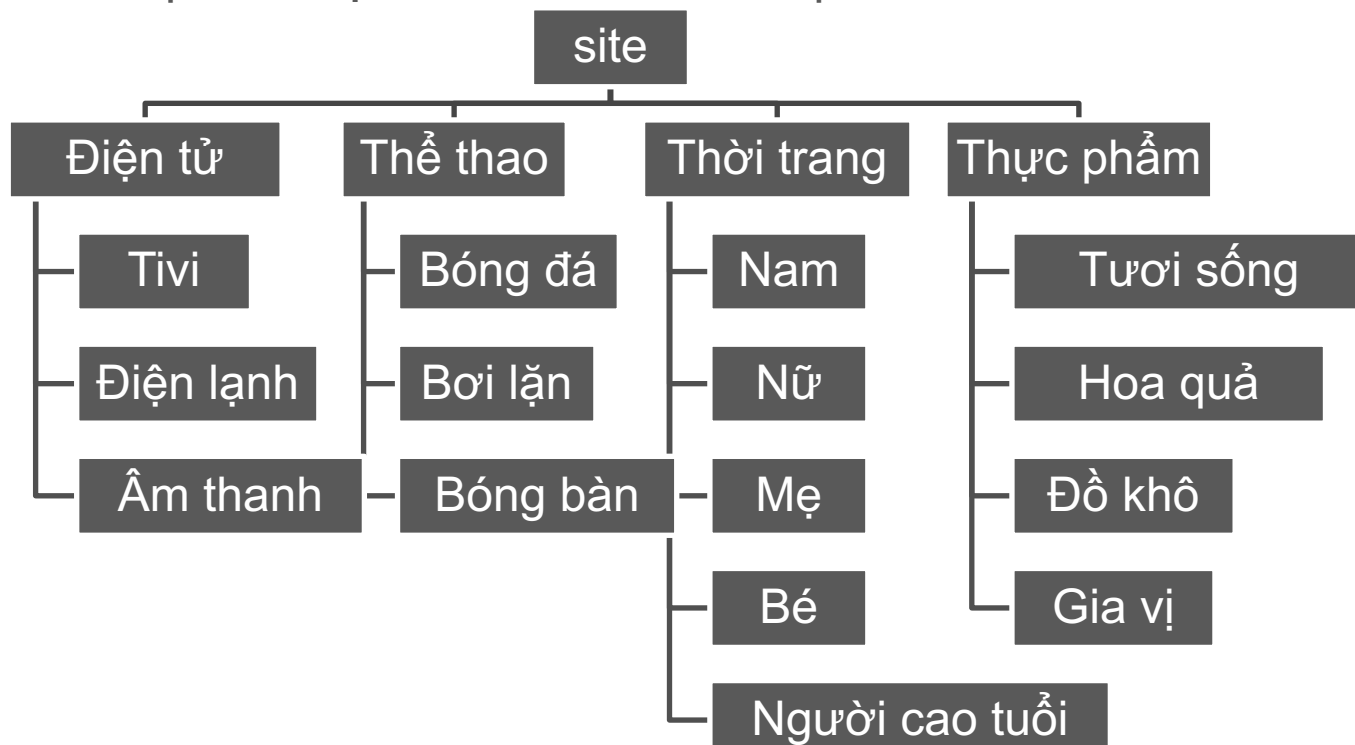 site
Điện tử
Tivi
Điện lạnh
Âm thanh
Thể thao
Bóng đá
Bơi lặn
Bóng bàn
Thời trang
Nam
Nữ
Mẹ
Bé
Người cao tuổi
Thực phẩm
Tươi sống
Hoa quả
Đồ khô
Gia vị